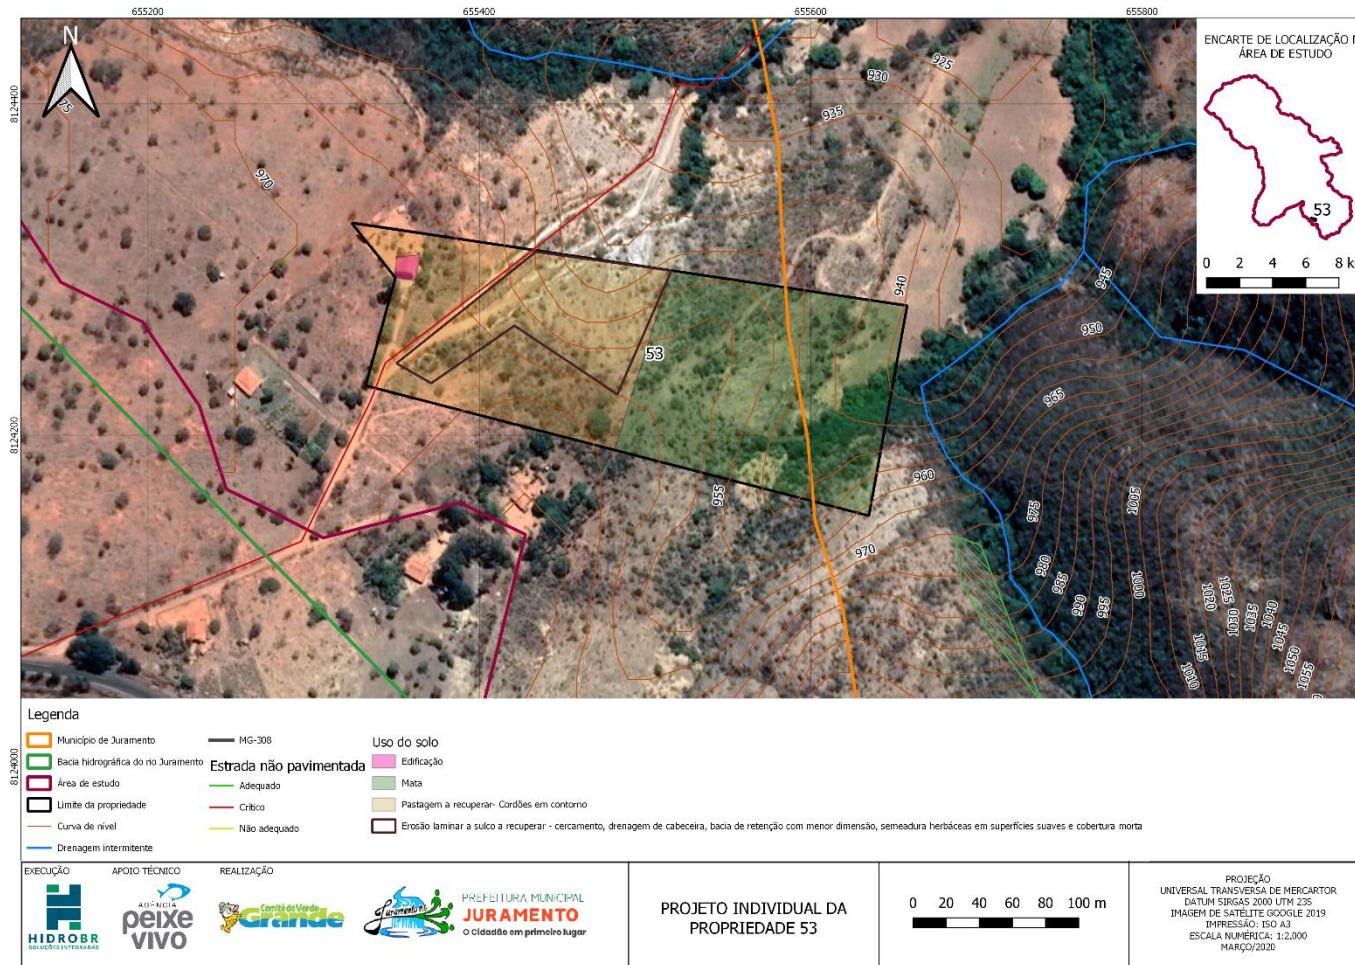 655200
655400
655600
655800
8124400
8124200
8124000
N
75
970
925
930
935
940
945
950
965
53
955
960
970
975
980
985
990
995
1000
1005
1020
1025
1030
1035
1040
1045
1050
1055
1015
1010
ENCARTE DE LOCALIZAÇÃO N
ÁREA DE ESTUDO
53
0 2 4 6 8 k
Legenda
Município de Juramento
Bacia hidrográfica do rio Juramento
Área de estudo
Limite da propriedade
Curva de nível
Drenagem intermitente
MG-308
Estrada não pavimentada
Adequado
Crítico
Não adequado
Uso do solo
Edificação
Mata
Pastagem a recuperar- Cordões em contorno
Erosão laminar a sulco a recuperar - cercamento, drenagem de cabeceira, bacia de retenção com menor dimensão, semeadura herbáceas em superfícies suaves e cobertura morta
EXECUÇÃO
HIDROBR
SOLUÇÕES INTEGRADAS
APOIO TÉCNICO
AGÊNCIA
peixe
vivo
REALIZAÇÃO
Comitê do Verde
Grande
PREFEITURA MUNICIPAL
JURAMENTO
O Cidadão em primeiro lugar
PROJETO INDIVIDUAL DA
PROPRIEDADE 53
0 20 40 60 80 100 m
PROJEÇÃO
UNIVERSAL TRANSVERSA DE MERCARTOR
DATUM SIRGAS 2000 UTM 23S
IMAGEM DE SATÉLITE GOOGLE 2019
IMPRESSÃO: ISO A3
ESCALA NUMÉRICA: 1:2.000
MARÇO/2020